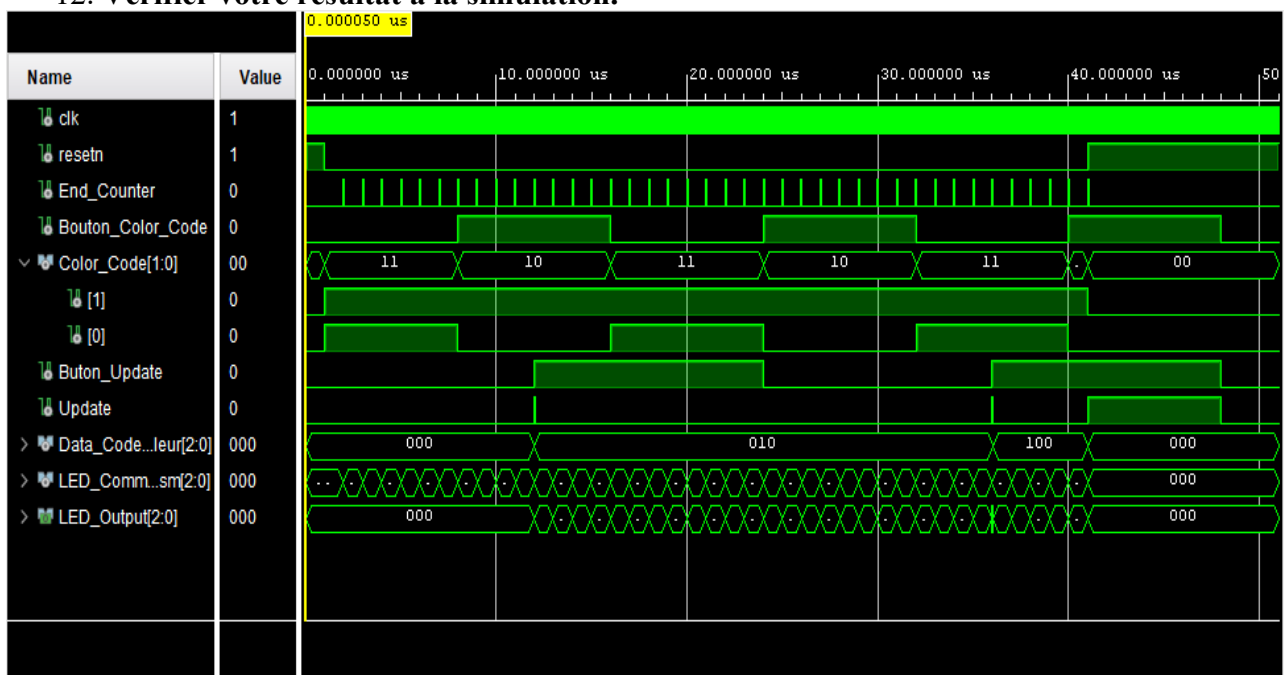 12. Vérifier votre résultat à la simulation.
0.000050 us
Name Value 0.000000 us 10.000000 us 20.000000 us 30.000000 us 40.000000 us 50
clk 1
resetn 1
End_Counter 0
Bouton_Color_Code 0
Color_Code[1:0] 00 11 10 11 10 11 . 00
[1] 0
[0] 0
Buton_Update 0
Update 0
Data_Code...leur[2:0] 000 000 010 100 000
LED_Comm...sm[2:0] 000 000
LED_Output[2:0] 000 000 000